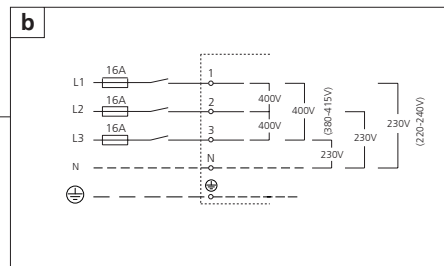 b
L1 16A 1
L2 16A 2
L3 16A 3
N N
400V
400V
400V
(380-415V)
230V
230V
230V
(220-240V)